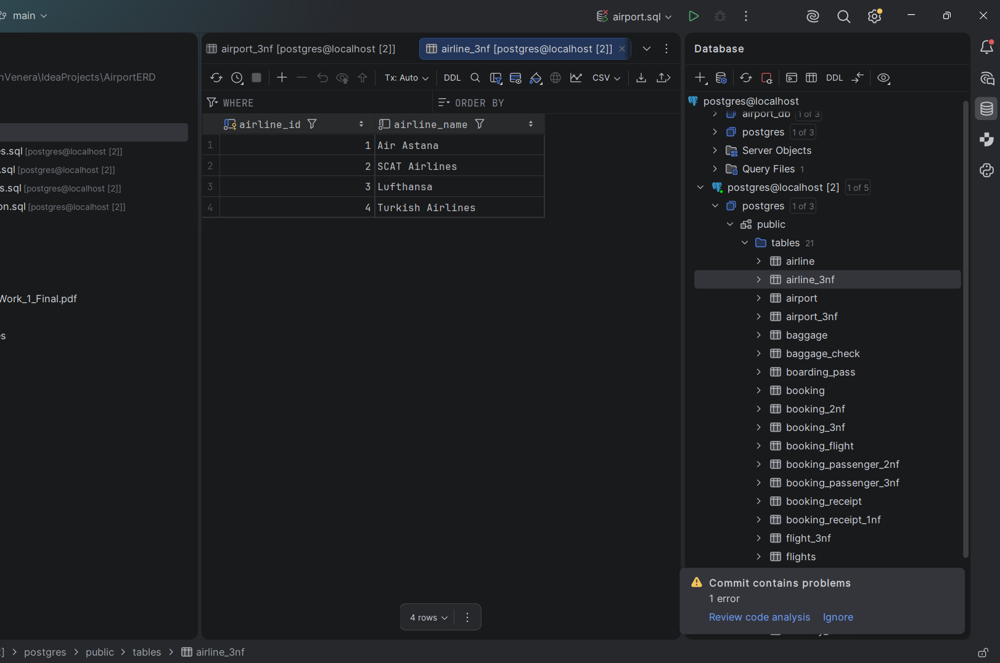 main
airport.sql
nVenera\IdeaProjects\AirportERD
s.sql [postgres@localhost [2]]
.sql [postgres@localhost [2]]
s.sql [postgres@localhost [2]]
on.sql [postgres@localhost [2]]
Work_1_Final.pdf
s
airport_3nf [postgres@localhost [2]]
airline_3nf [postgres@localhost [2]]
Tx: Auto
DDL
CSV
WHERE
ORDER BY
airline_id
airline_name
1 1 Air Astana
2 2 SCAT Airlines
3 3 Lufthansa
4 4 Turkish Airlines
4 rows
Database
DDL
postgres@localhost
airport_db 1 of 3
postgres 1 of 3
Server Objects
Query Files 1
postgres@localhost [2] 1 of 5
postgres 1 of 3
public
tables 21
airline
airline_3nf
airport
airport_3nf
baggage
baggage_check
boarding_pass
booking
booking_2nf
booking_3nf
booking_flight
booking_passenger_2nf
booking_passenger_3nf
booking_receipt
booking_receipt_1nf
flight_3nf
flights
Commit contains problems
1 error
Review code analysis Ignore
2] > postgres > public > tables > airline_3nf